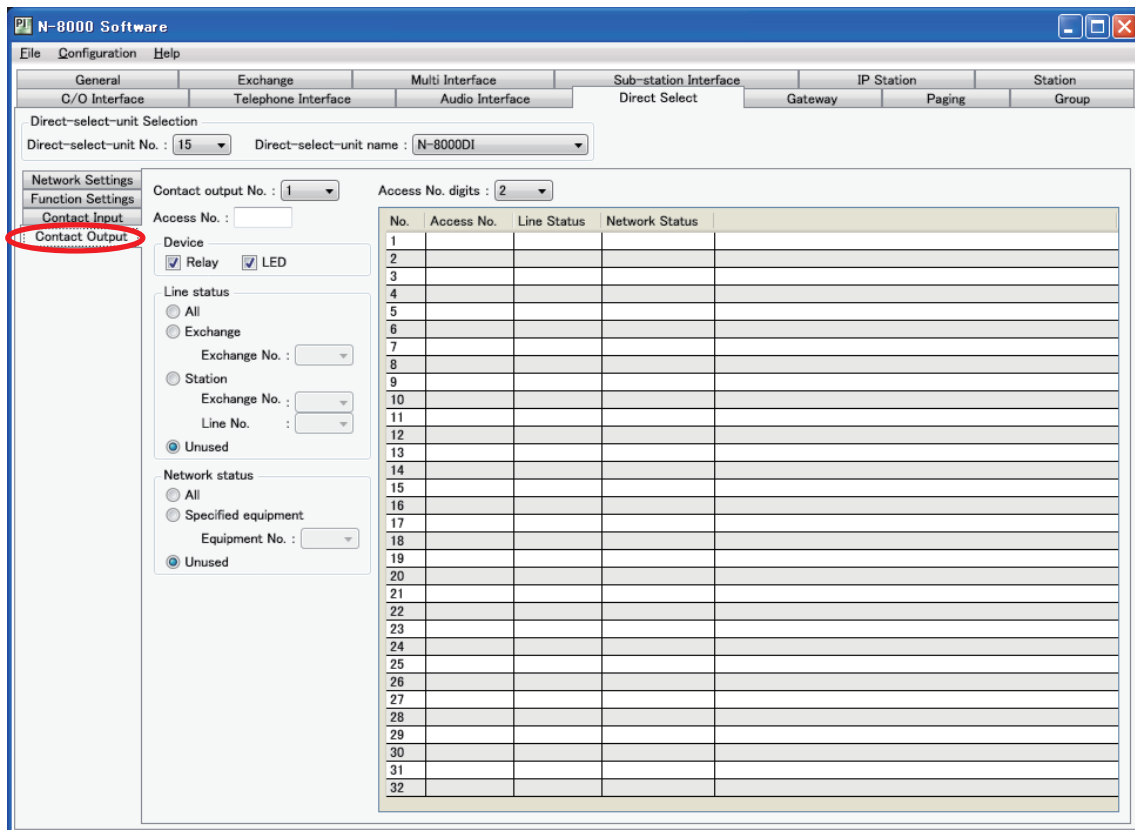 N-8000 Software
File Configuration Help
General Exchange Multi Interface Sub-station Interface IP Station Station
C/O Interface Telephone Interface Audio Interface Direct Select Gateway Paging Group
Direct-select-unit Selection
Direct-select-unit No. : 15 Direct-select-unit name : N-8000DI
Network Settings
Function Settings
Contact Input
Contact Output
Contact output No. : 1 Access No. digits : 2
Access No. :
Device
Relay LED
Line status
All
Exchange
Exchange No. :
Station
Exchange No. :
Line No. :
Unused
Network status
All
Specified equipment
Equipment No. :
Unused
No. Access No. Line Status Network Status
1
2
3
4
5
6
7
8
9
10
11
12
13
14
15
16
17
18
19
20
21
22
23
24
25
26
27
28
29
30
31
32